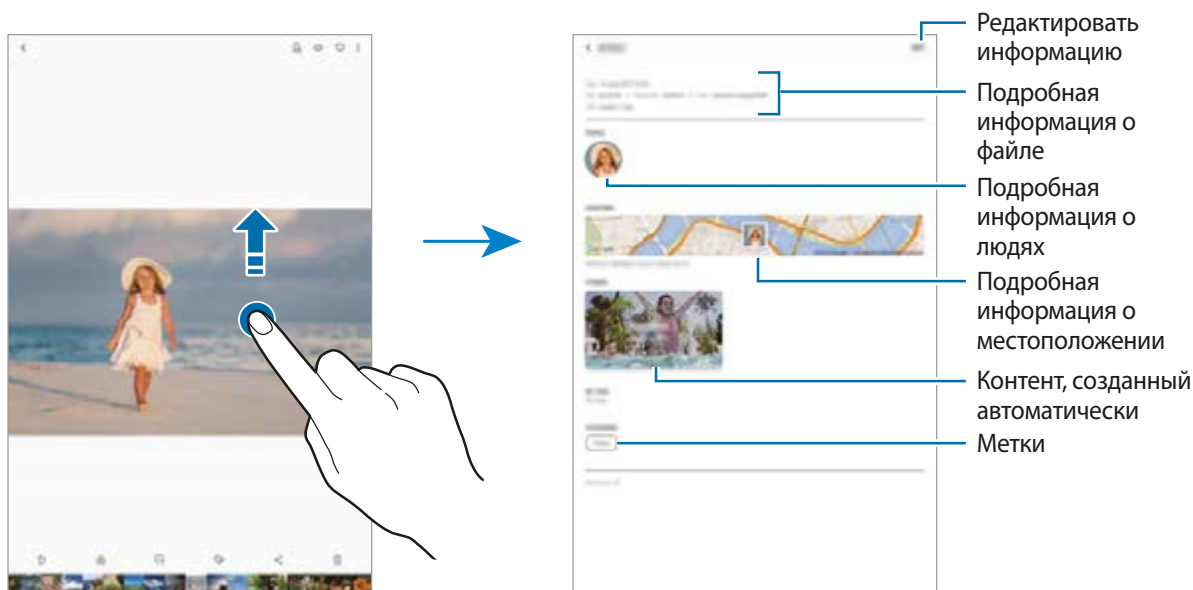 Редактировать
информацию
Подробная
информация о
файле
Подробная
информация о
людях
Подробная
информация о
местоположении
Контент, созданный
автоматически
Метки